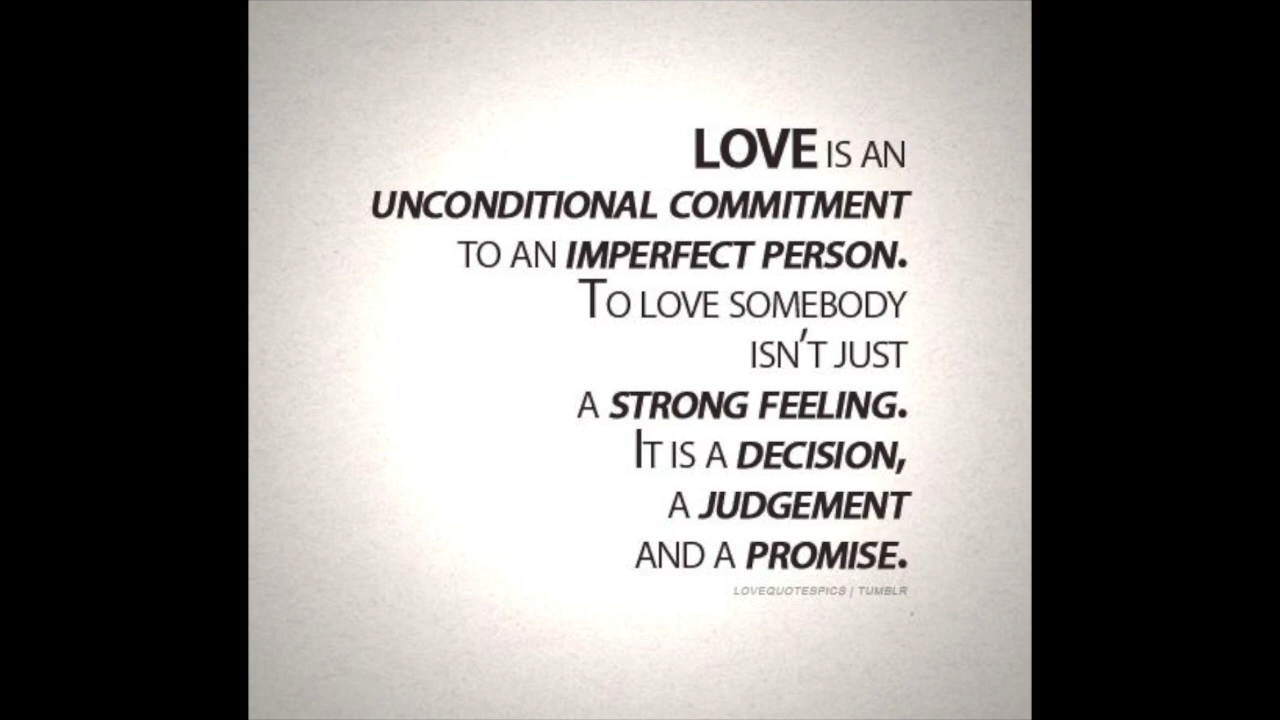 LOVE IS AN
UNCONDITIONAL COMMITMENT
TO AN IMPERFECT PERSON.
TO LOVE SOMEBODY
ISN'T JUST
A STRONG FEELING.
IT IS A DECISION,
A JUDGEMENT
AND A PROMISE.
LOVEQUOTESPICS | TUMBLR